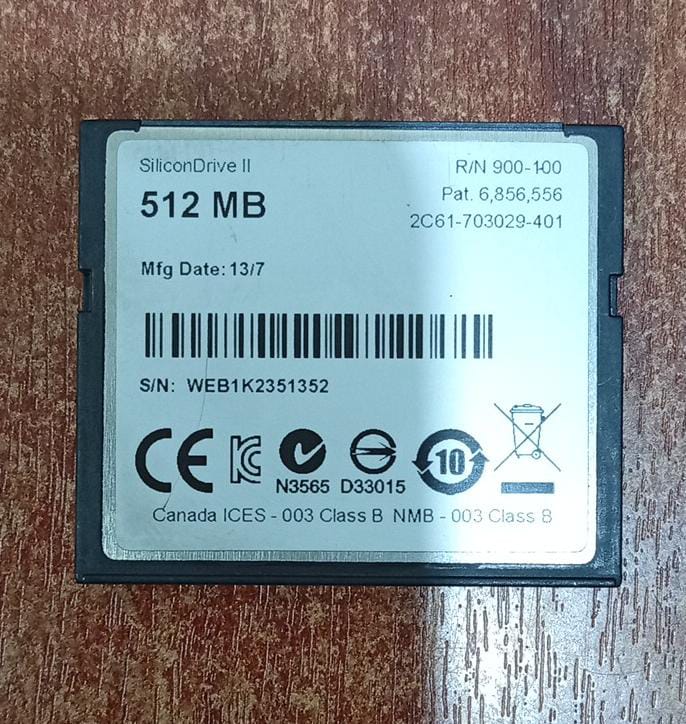 SiliconDrive II
R/N 900-100
512 MB
Pat. 6,856,556
2C61-703029-401
Mfg Date: 13/7
S/N: WEB1K2351352
CE KC 10
N3565 D33015
Canada ICES - 003 Class B NMB - 003 Class B